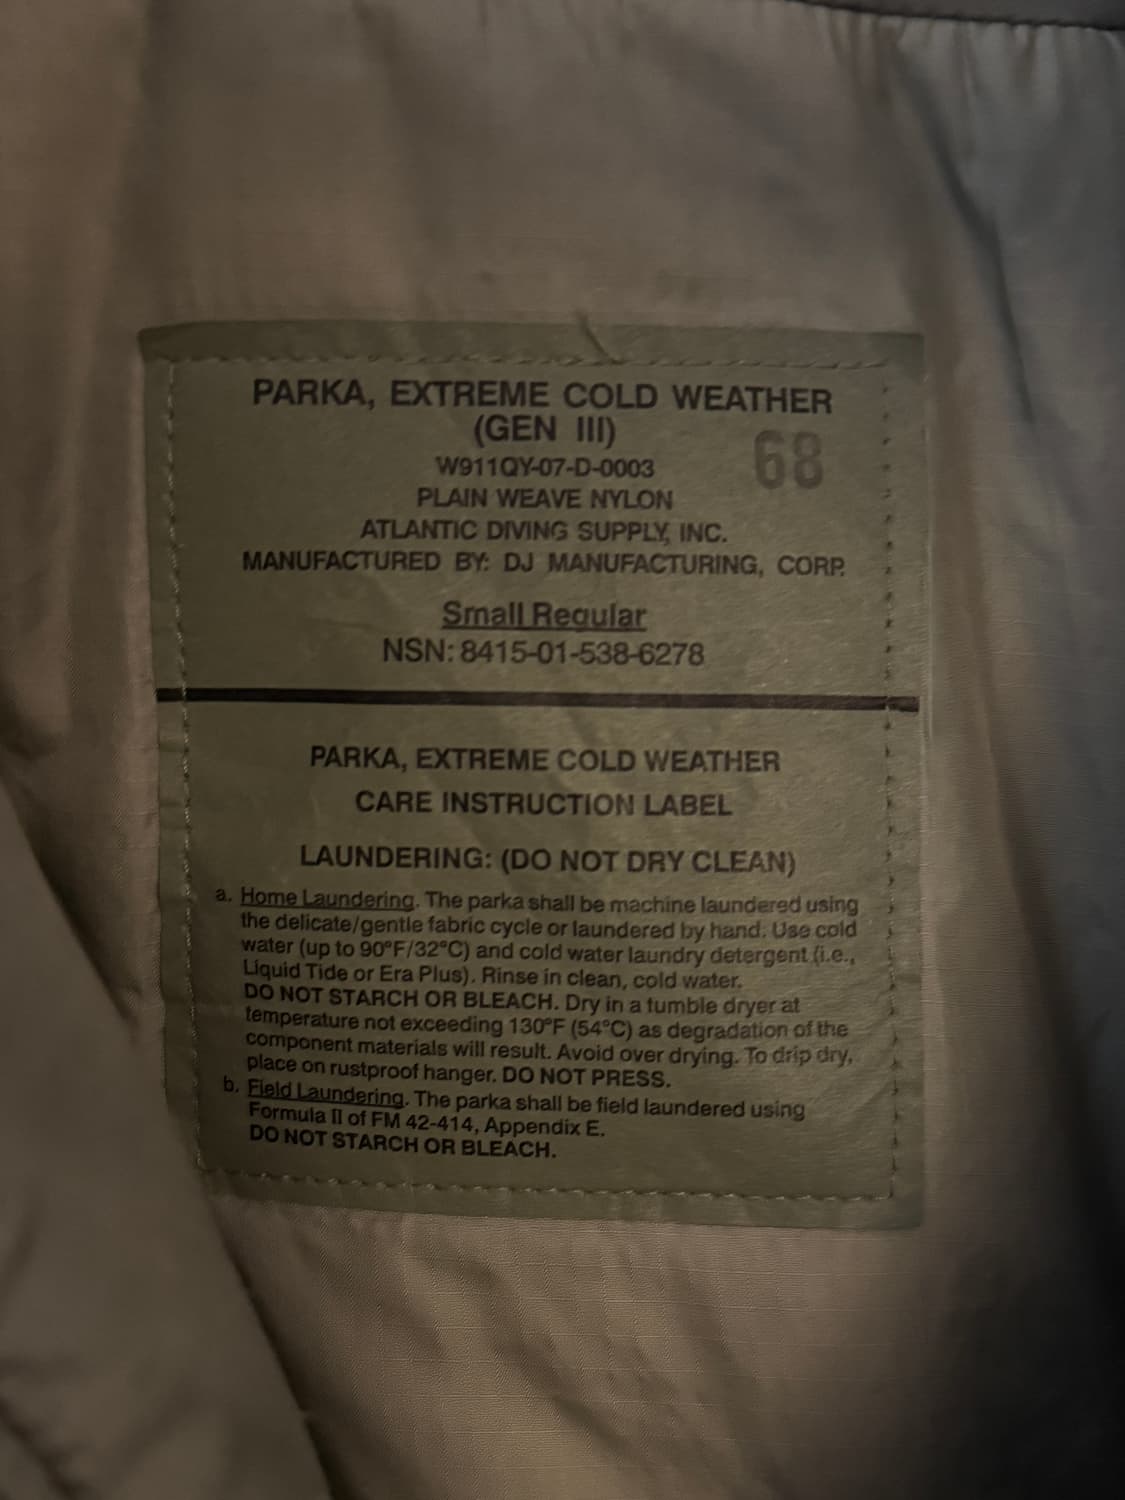 PARKA, EXTREME COLD WEATHER
(GEN III)
68
W911QY-07-D-0003
PLAIN WEAVE NYLON
ATLANTIC DIVING SUPPLY, INC.
MANUFACTURED BY: DJ MANUFACTURING, CORP.
Small Regular
NSN: 8415-01-538-6278
PARKA, EXTREME COLD WEATHER
CARE INSTRUCTION LABEL
LAUNDERING: (DO NOT DRY CLEAN)
a. Home Laundering. The parka shall be machine laundered using
the delicate/gentle fabric cycle or laundered by hand. Use cold
water (up to 90°F/32°C) and cold water laundry detergent (i.e.,
Liquid Tide or Era Plus). Rinse in clean, cold water.
DO NOT STARCH OR BLEACH. Dry in a tumble dryer at
temperature not exceeding 130°F (54°C) as degradation of the
component materials will result. Avoid over drying. To drip dry,
place on rustproof hanger. DO NOT PRESS.
b. Field Laundering. The parka shall be field laundered using
Formula II of FM 42-414, Appendix E.
DO NOT STARCH OR BLEACH.